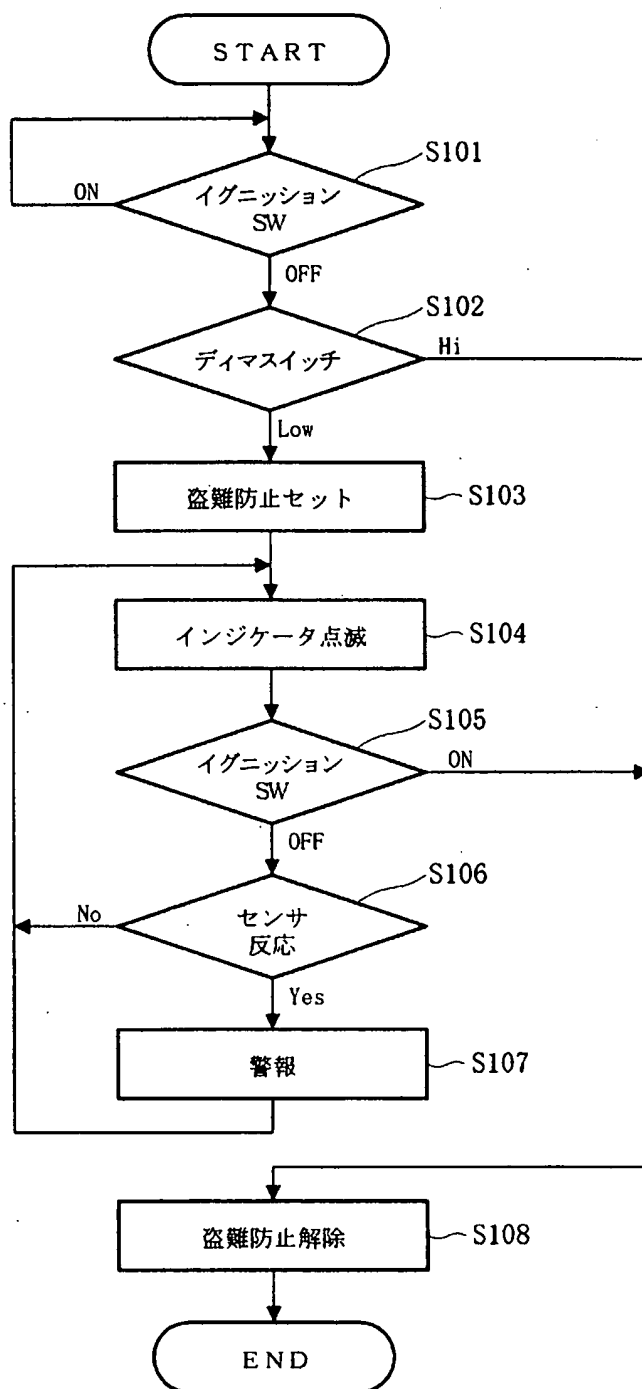 START
S101
ON
イグニッション
SW
OFF
S102
Hi
ディマスイッチ
Low
盗難防止セット
S103
インジケータ点滅
S104
S105
イグニッション
SW
ON
OFF
S106
No
センサ
反応
Yes
警報
S107
盗難防止解除
S108
END